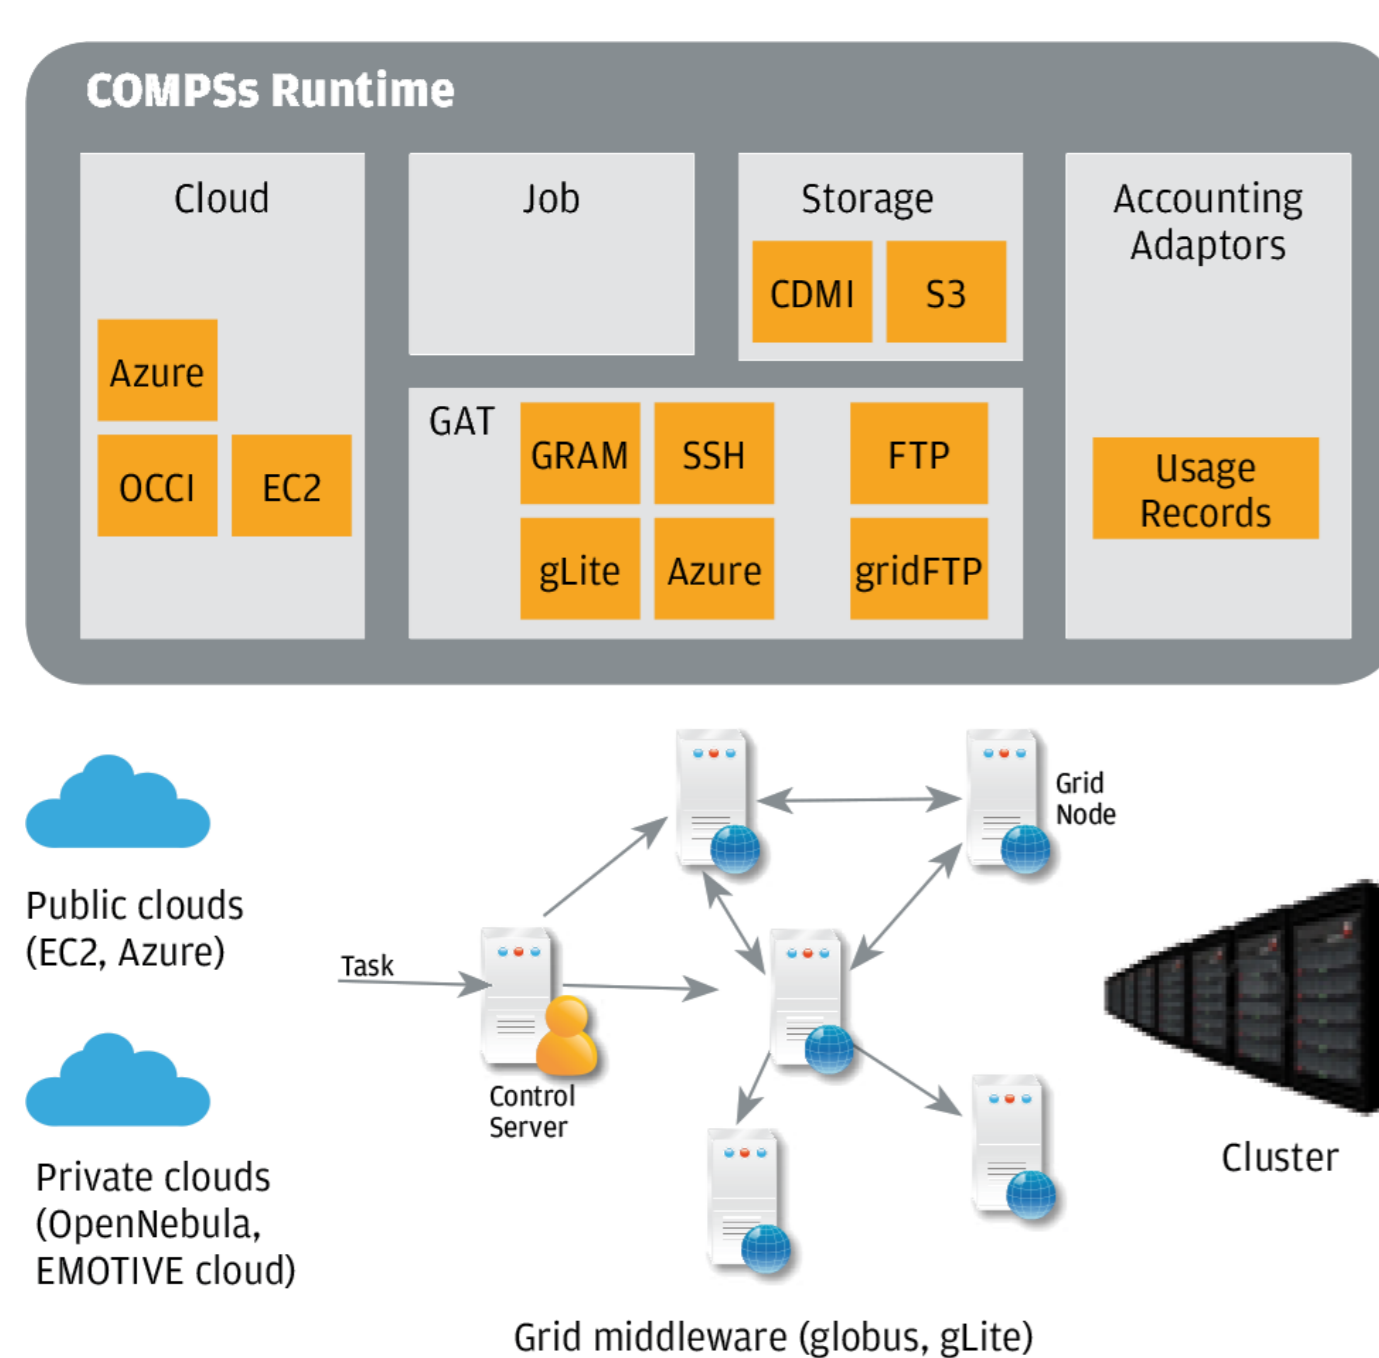 COMPSs Runtime
Cloud
Azure
OCCI
EC2
Job
Storage
CDMI
S3
GAT
GRAM
SSH
FTP
gLite
Azure
gridFTP
Accounting
Adaptors
Usage
Records
Public clouds
(EC2, Azure)
Private clouds
(OpenNebula,
EMOTIVE cloud)
Task
Control
Server
Grid
Node
Cluster
Grid middleware (globus, gLite)